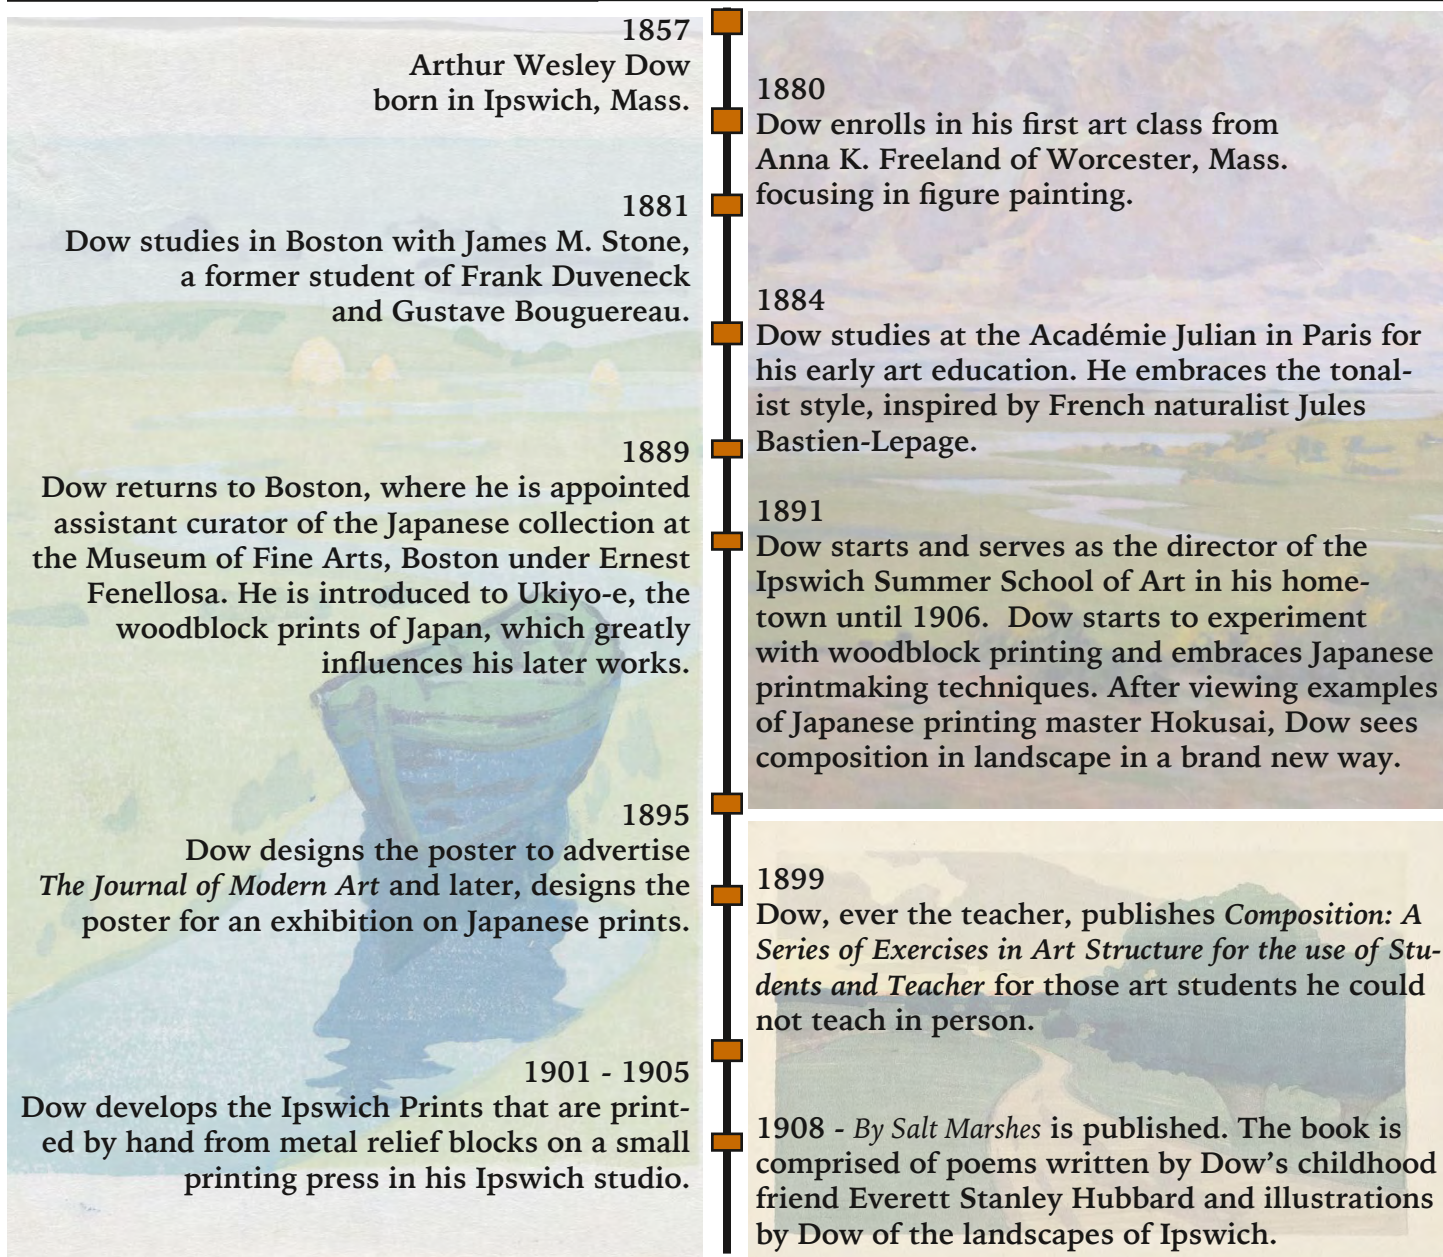 1857
Arthur Wesley Dow
born in Ipswich, Mass.
1880
Dow enrolls in his first art class from
Anna K. Freeland of Worcester, Mass.
focusing in figure painting.
1881
Dow studies in Boston with James M. Stone,
a former student of Frank Duveneck
and Gustave Bouguereau.
1884
Dow studies at the Académie Julian in Paris for
his early art education. He embraces the tonal-
ist style, inspired by French naturalist Jules
Bastien-Lepage.
1889
Dow returns to Boston, where he is appointed
assistant curator of the Japanese collection at
the Museum of Fine Arts, Boston under Ernest
Fenellosa. He is introduced to Ukiyo-e, the
woodblock prints of Japan, which greatly
influences his later works.
1891
Dow starts and serves as the director of the
Ipswich Summer School of Art in his home-
town until 1906.  Dow starts to experiment
with woodblock printing and embraces Japanese
printmaking techniques. After viewing examples
of Japanese printing master Hokusai, Dow sees
composition in landscape in a brand new way.
1895
Dow designs the poster to advertise
The Journal of Modern Art and later, designs the
poster for an exhibition on Japanese prints.
1899
Dow, ever the teacher, publishes Composition: A
Series of Exercises in Art Structure for the use of Stu-
dents and Teacher for those art students he could
not teach in person.
1901 - 1905
Dow develops the Ipswich Prints that are print-
ed by hand from metal relief blocks on a small
printing press in his Ipswich studio.
1908 - By Salt Marshes is published. The book is
comprised of poems written by Dow’s childhood
friend Everett Stanley Hubbard and illustrations
by Dow of the landscapes of Ipswich.